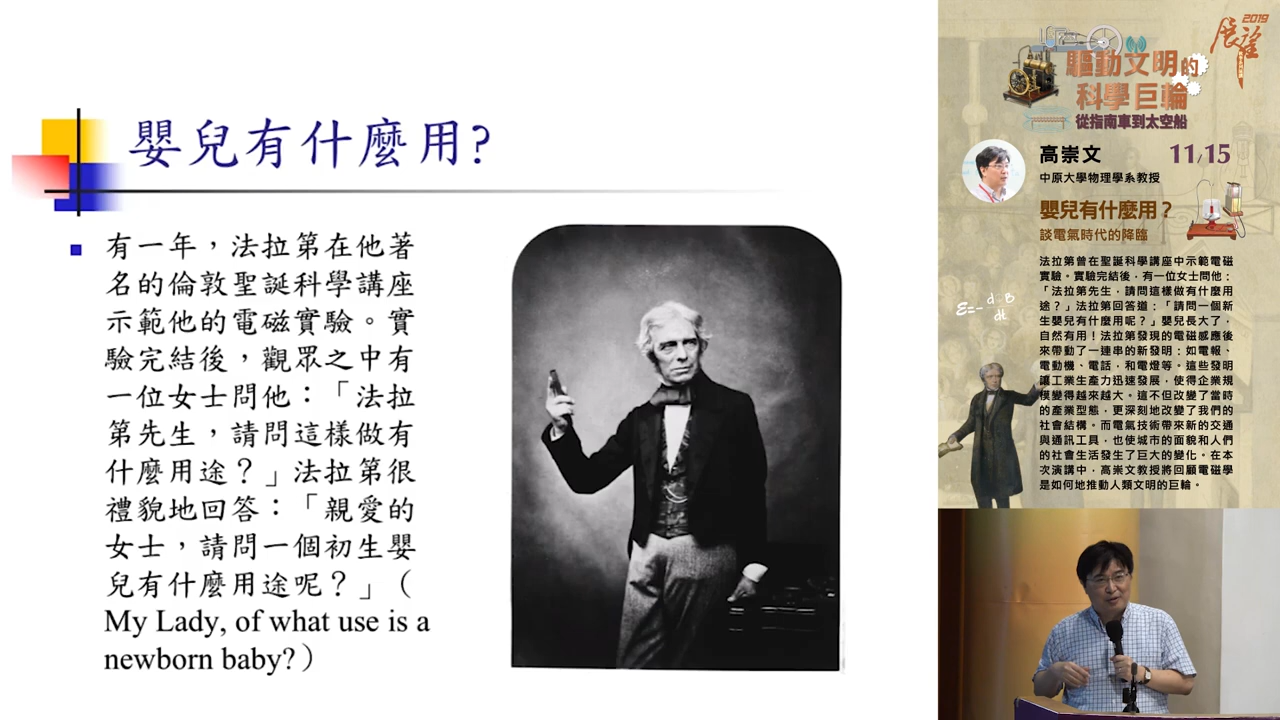 嬰兒有什麼用?
有一年，法拉第在他著
名的倫敦聖誕科學講座
示範他的電磁實驗。實
驗完結後，觀眾之中有
一位女士問他：「法拉
第先生，請問這樣做有
什麼用途？」法拉第很
禮貌地回答：「親愛的
女士，請問一個初生嬰
兒有什麼用途呢？」（
My Lady, of what use is a
newborn baby?）
2019
展望
驅動文明的
科學巨輪
從指南車到太空船
高崇文
11/15
中原大學物理學系教授
嬰兒有什麼用？
談電氣時代的降臨
法拉第曾在聖誕科學講座中示範電磁
實驗。實驗完結後，有一位女士問他：
「法拉第先生，請問這樣做有什麼用
途？」法拉第回答道：「請問一個新
生嬰兒有什麼用呢？」嬰兒長大了，
自然有用！法拉第發現的電磁感應後
來帶動了一連串的新發明：如電報、
電動機、電話，和電燈等。這些發明
讓工業生產力迅速發展，使得企業規
模變得越來越大。這不但改變了當時
的產業型態，更深刻地改變了我們的
社會結構。而電氣技術帶來新的交通
與通訊工具，也使城市的面貌和人們
的社會生活發生了巨大的變化。在本
次演講中，高崇文教授將回顧電磁學
是如何地推動人類文明的巨輪。